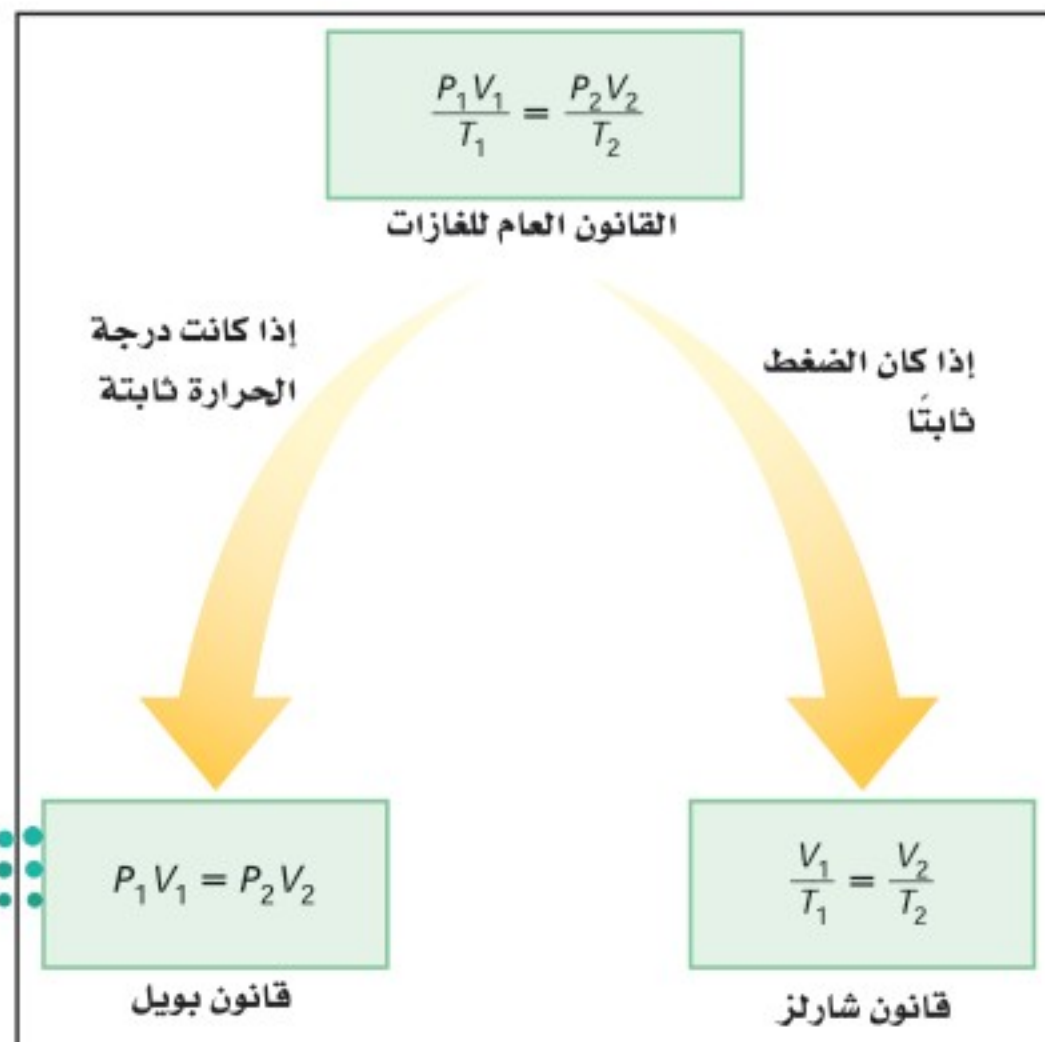 P₁V₁/T₁ = P₂V₂/T₂
القانون العام للغازات
إذا كان الضغط
ثابتًا
إذا كانت درجة
الحرارة ثابتة
V₁/T₁ = V₂/T₂
قانون شارلز
P₁V₁ = P₂V₂
قانون بويل